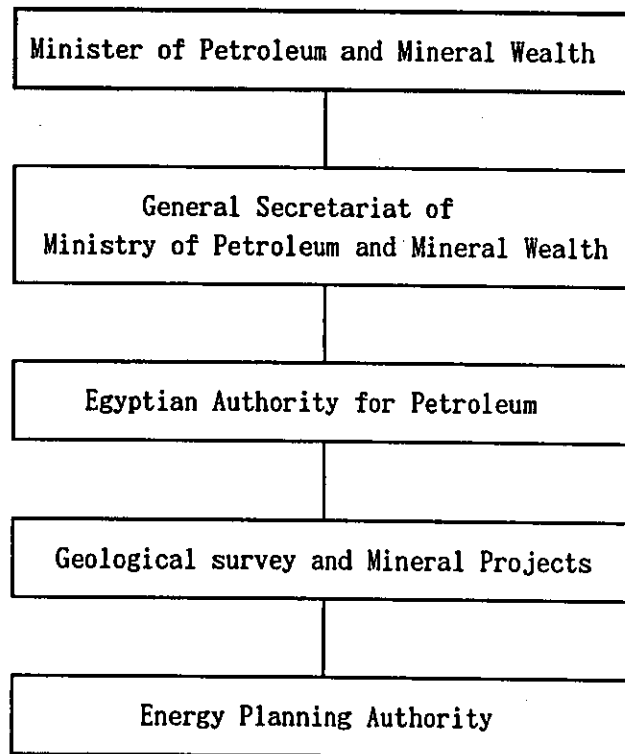 Minister of Petroleum and Mineral Wealth
General Secretariat of
Ministry of Petroleum and Mineral Wealth
Egyptian Authority for Petroleum
Geological survey and Mineral Projects
Energy Planning Authority